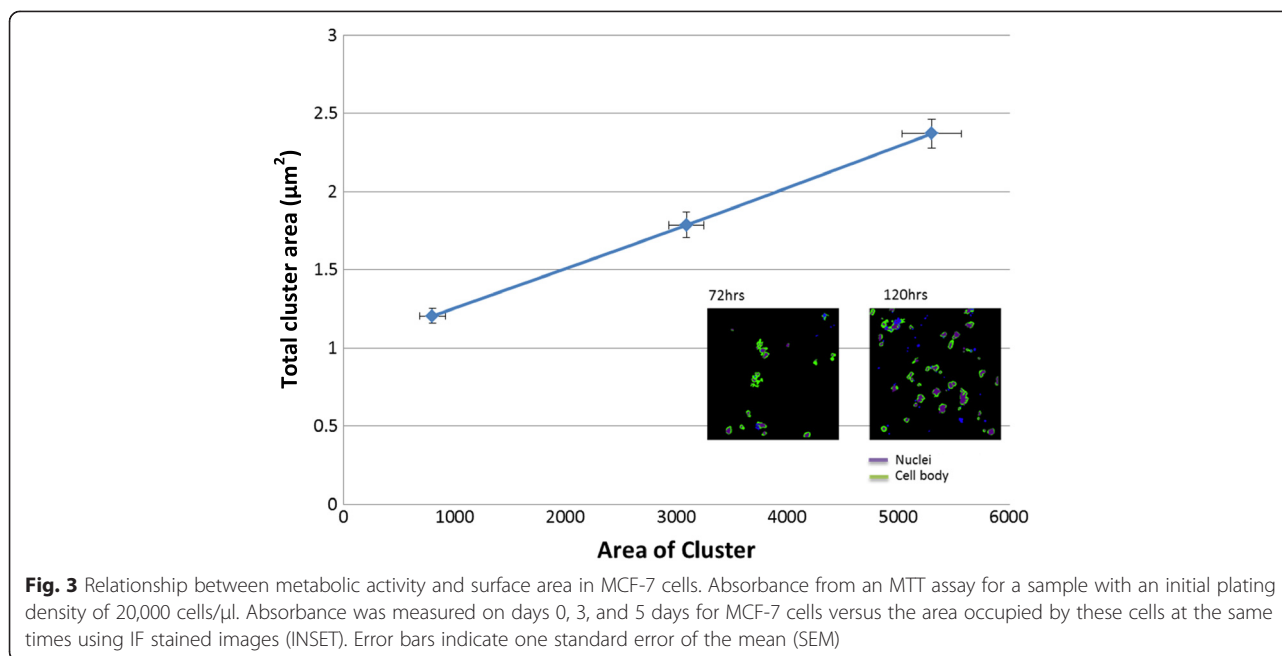 3
2.5
2
1.5
1
0.5
0
Total cluster area (µm²)
72hrs
120hrs
Nuclei
Cell body
0 1000 2000 3000 4000 5000 6000
Area of Cluster
Fig. 3 Relationship between metabolic activity and surface area in MCF-7 cells. Absorbance from an MTT assay for a sample with an initial plating
density of 20,000 cells/µl. Absorbance was measured on days 0, 3, and 5 days for MCF-7 cells versus the area occupied by these cells at the same
times using IF stained images (INSET). Error bars indicate one standard error of the mean (SEM)